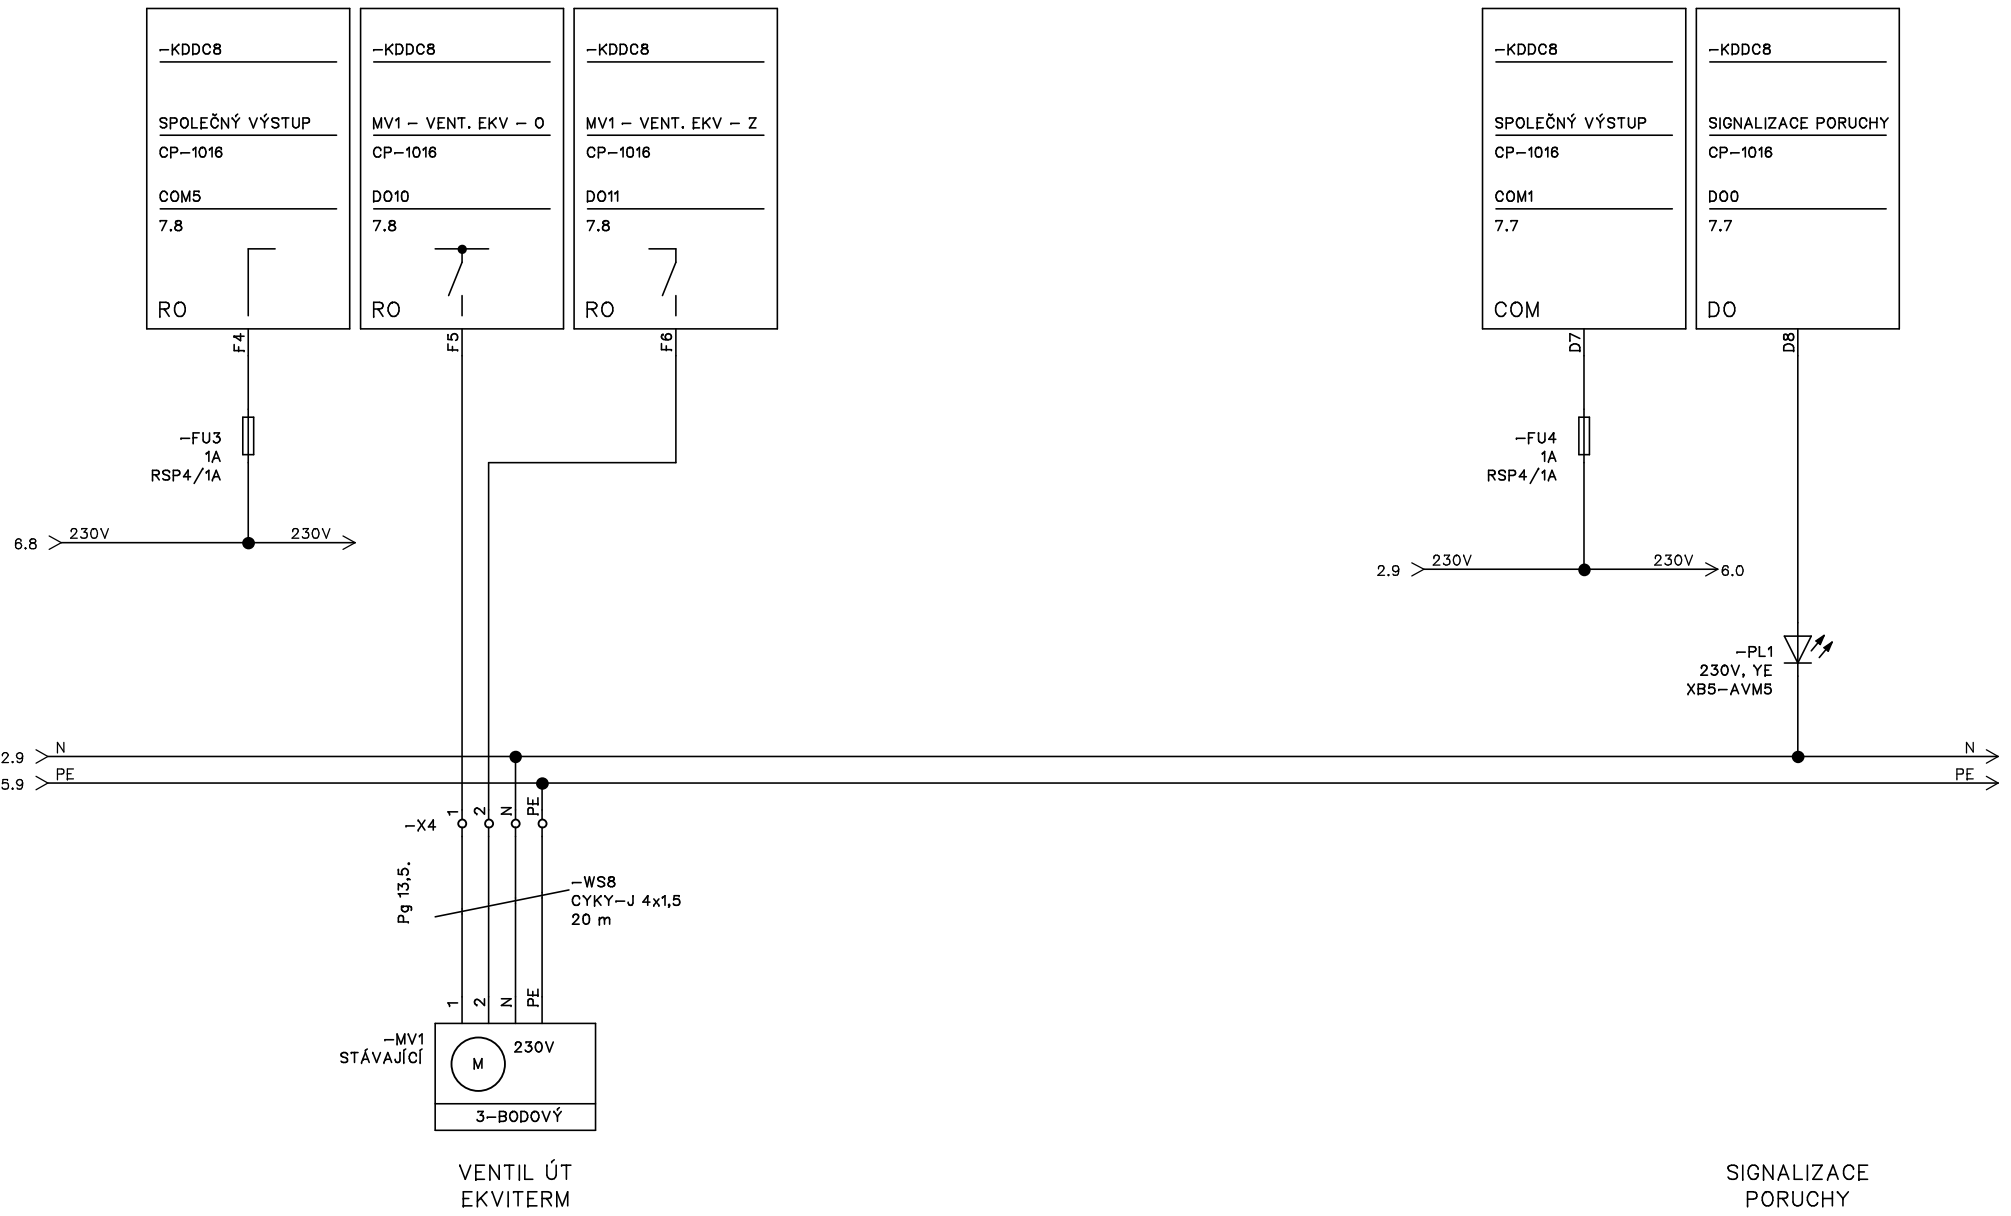 -KDDC8
SPOLEČNÝ VÝSTUP
CP-1016
COM5
7.8
RO
F4
-KDDC8
MV1 - VENT. EKV - O
CP-1016
DO10
7.8
RO
F5
-KDDC8
MV1 - VENT. EKV - Z
CP-1016
DO11
7.8
RO
F6
-KDDC8
SPOLEČNÝ VÝSTUP
CP-1016
COM1
7.7
COM
D7
-KDDC8
SIGNALIZACE PORUCHY
CP-1016
DO0
7.7
DO
D8
-FU3
1A
RSP4/1A
-FU4
1A
RSP4/1A
6.8 230V 230V
2.9 230V 230V 6.0
-PL1
230V, YE
XB5-AVM5
2.9 N N
5.9 PE PE
-X4 1 2 N PE
Pg 13,5.
-WS8
CYKY-J 4x1,5
20 m
1 2 N PE
-MV1
STÁVAJÍCÍ
M 230V
3-BODOVÝ
VENTIL ÚT
EKVITERM
SIGNALIZACE
PORUCHY